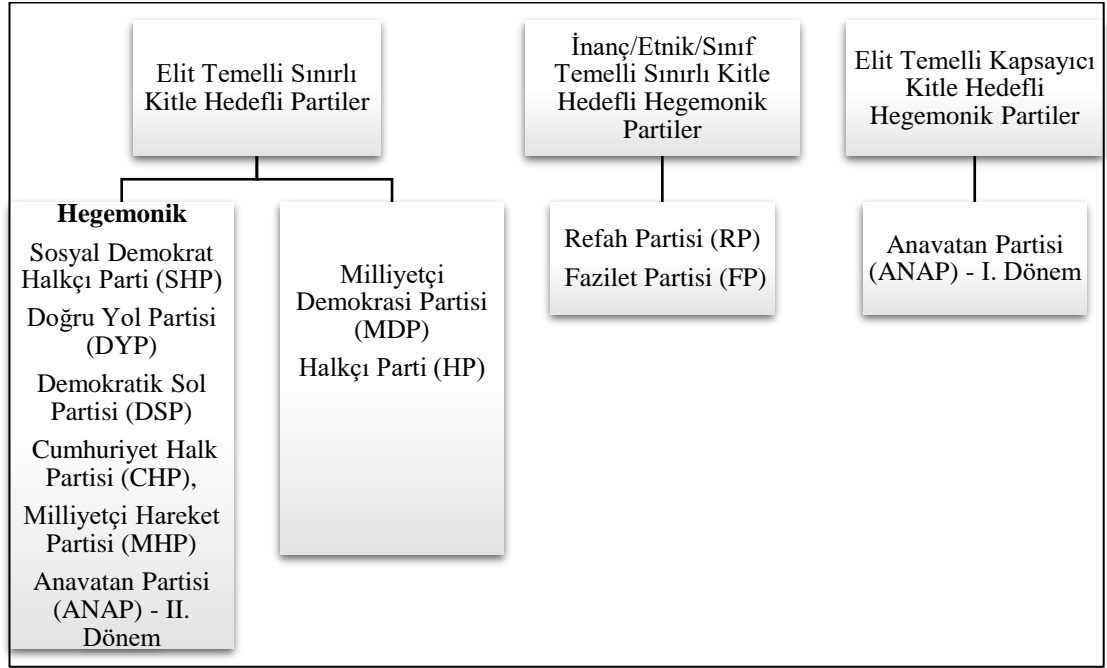 Elit Temelli Sınırlı
Kitle Hedefli Partiler
Hegemonik
Sosyal Demokrat
Halkçı Parti (SHP)
Doğru Yol Partisi
(DYP)
Demokratik Sol
Partisi (DSP)
Cumhuriyet Halk
Partisi (CHP),
Milliyetçi Hareket
Partisi (MHP)
Anavatan Partisi
(ANAP) - II.
Dönem
Milliyetçi
Demokrasi Partisi
(MDP)
Halkçı Parti (HP)
İnanç/Etnik/Sınıf
Temelli Sınırlı Kitle
Hedefli Hegemonik
Partiler
Refah Partisi (RP)
Fazilet Partisi (FP)
Elit Temelli Kapsayıcı
Kitle Hedefli
Hegemonik Partiler
Anavatan Partisi
(ANAP) - I. Dönem